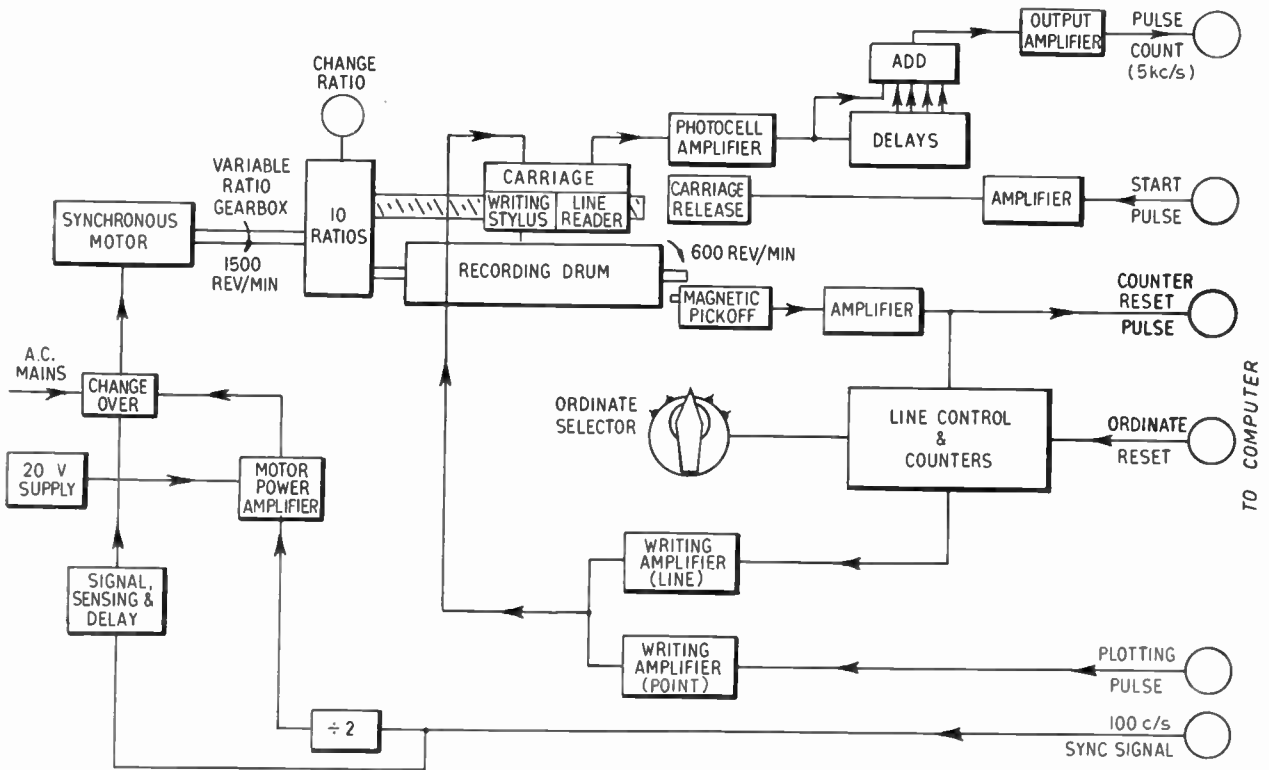 OUTPUT
AMPLIFIER
PULSE
COUNT
(5kc/s)
ADD
CHANGE
RATIO
PHOTOCELL
AMPLIFIER
DELAYS
VARIABLE
RATIO
GEARBOX
CARRIAGE
WRITING
STYLUS
LINE
READER
CARRIAGE
RELEASE
AMPLIFIER
START
PULSE
SYNCHRONOUS
MOTOR
10
RATIOS
1500
REV/MIN
RECORDING DRUM
600 REV/MIN
MAGNETIC
PICKOFF
AMPLIFIER
COUNTER
RESET
PULSE
A.C.
MAINS
CHANGE
OVER
ORDINATE
SELECTOR
LINE CONTROL
&
COUNTERS
ORDINATE
RESET
TO COMPUTER
20 V
SUPPLY
MOTOR
POWER
AMPLIFIER
SIGNAL,
SENSING &
DELAY
WRITING
AMPLIFIER
(LINE)
WRITING
AMPLIFIER
(POINT)
PLOTTING
PULSE
÷2
100 c/s
SYNC SIGNAL